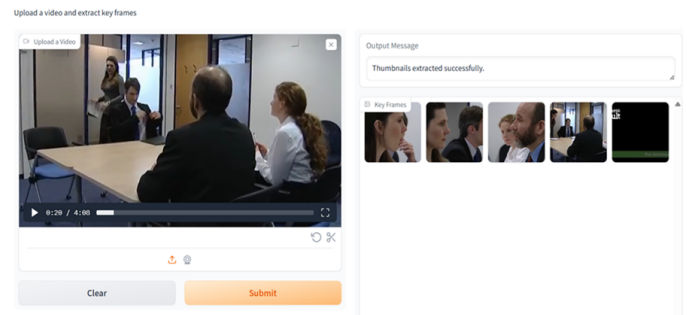 Upload a video and extract key frames
Upload a Video
Output Message
Thumbnails extracted successfully.
Key Frames
0:20 / 4:00
Clear
Submit